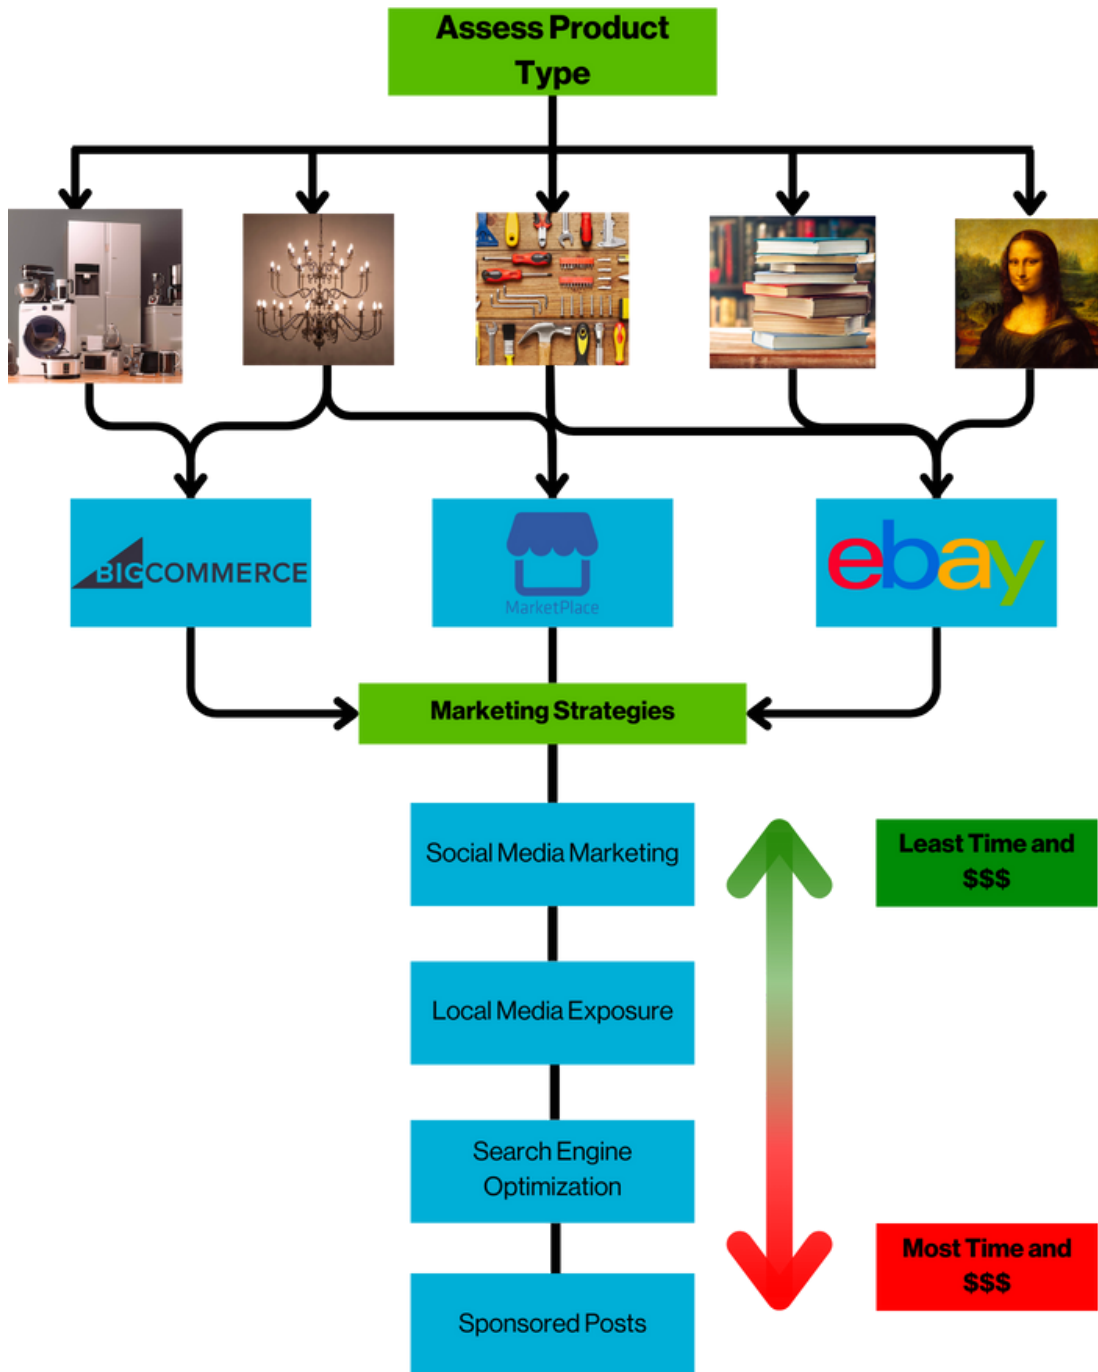 Assess Product
Type
BIGCOMMERCE
MarketPlace
ebay
Marketing Strategies
Social Media Marketing
Least Time and
$$$
Local Media Exposure
Search Engine
Optimization
Most Time and
$$$
Sponsored Posts